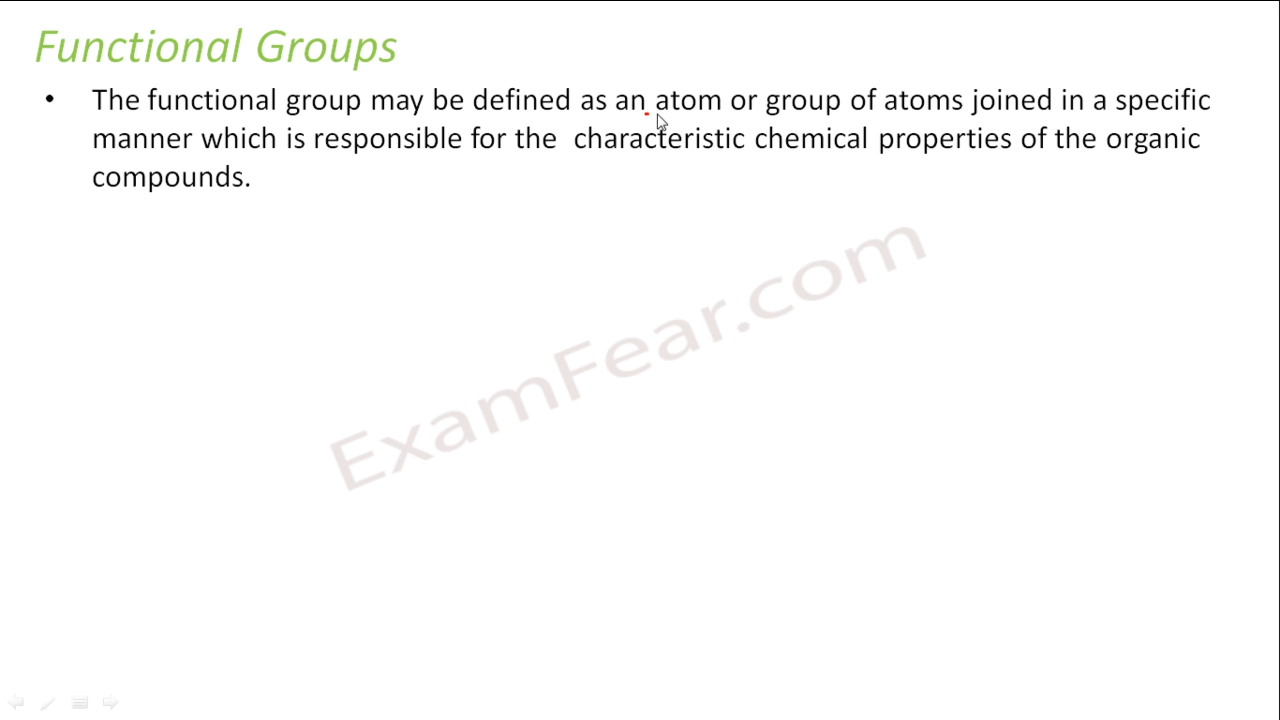 Functional Groups
• The functional group may be defined as an atom or group of atoms joined in a specific
manner which is responsible for the characteristic chemical properties of the organic
compounds.
ExamFear.com